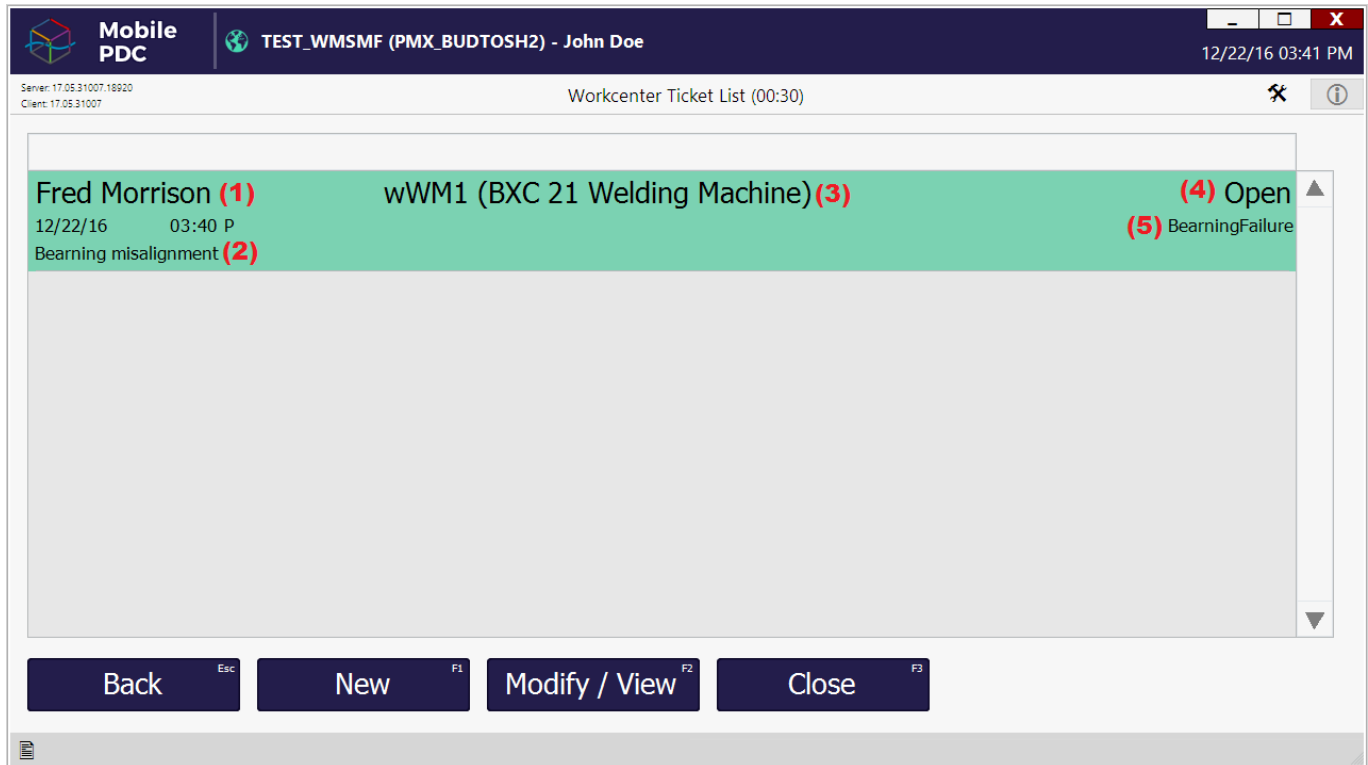 Mobile
PDC
TEST_WMSMF (PMX_BUDTOSH2) - John Doe
X
12/22/16 03:41 PM
Server: 17.05.31007.18920
Client: 17.05.31007
Workcenter Ticket List (00:30)
Fred Morrison (1) wWM1 (BXC 21 Welding Machine) (3) (4) Open
12/22/16 03:40 P (5) BearningFailure
Bearning misalignment (2)
Back Esc New F1 Modify / View F2 Close F3